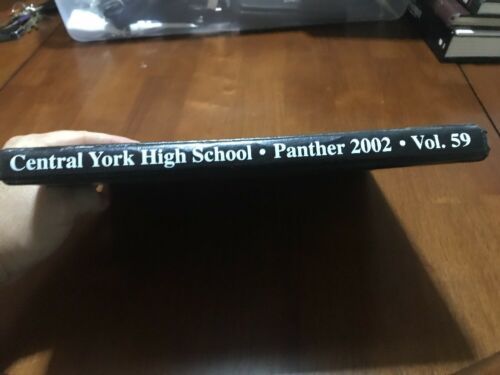 Central York High School • Panther 2002 • Vol. 59